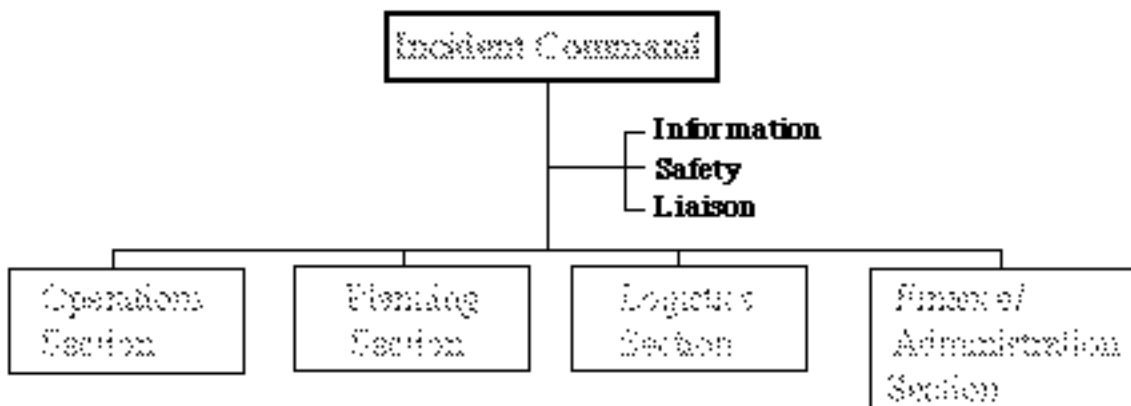 Incident Command
Information
Safety
Liaison
Operations
Section
Planning
Section
Logistics
Section
Finance/
Administration
Section